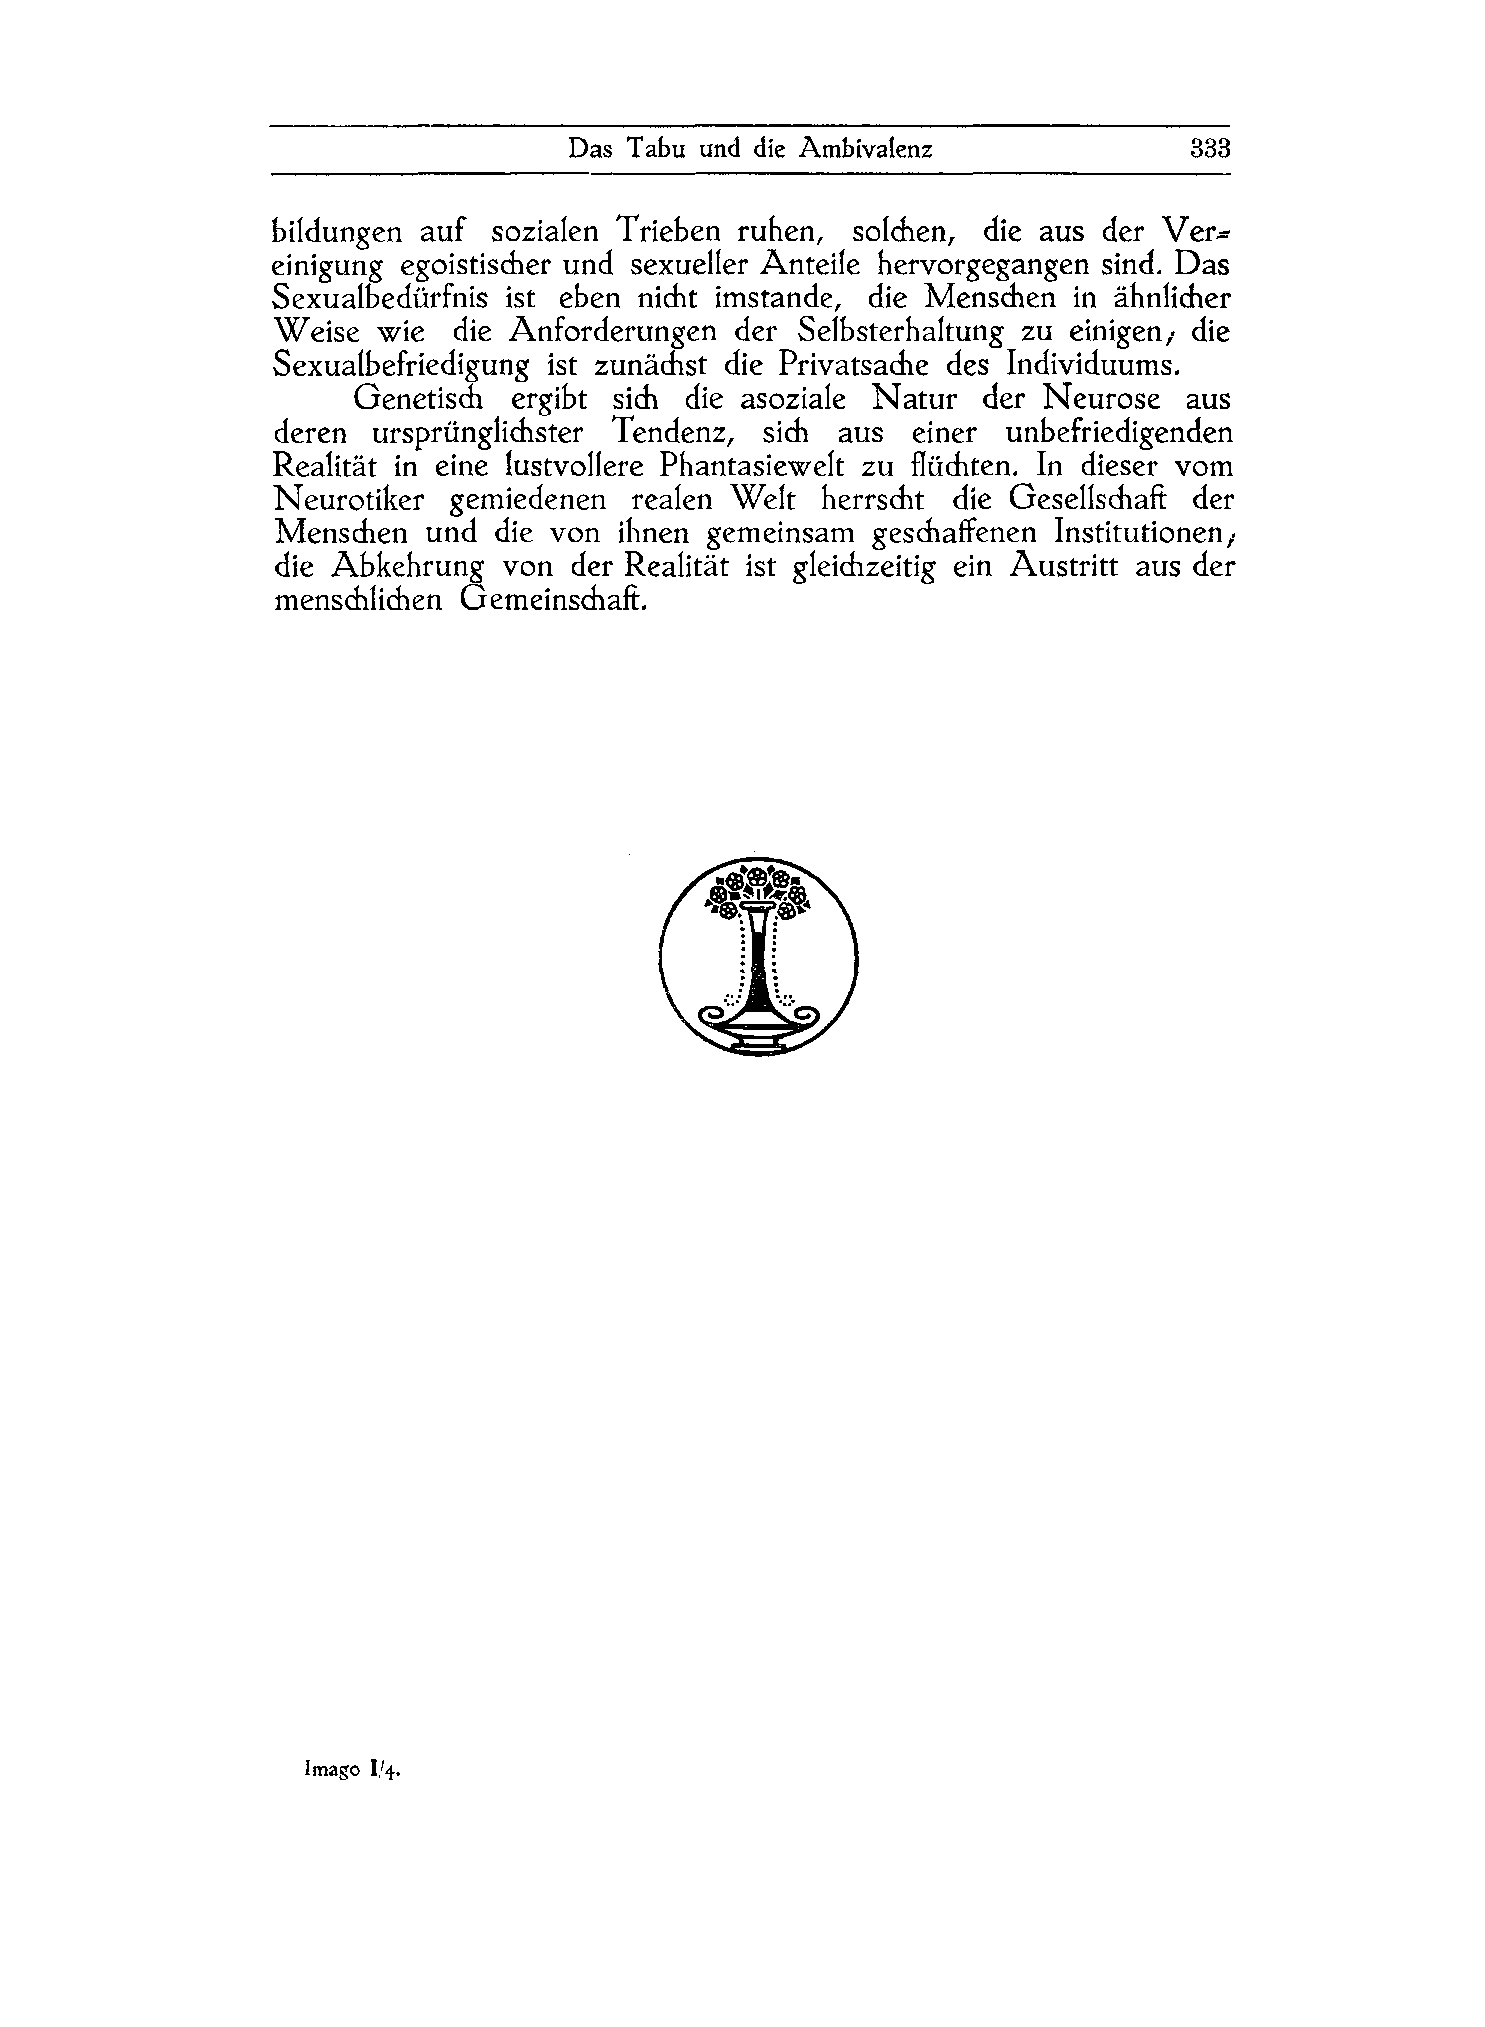 Das Tabu und die Ambivalenz 333
bildungen auf sozialen Trieben ruhen, solchen, die aus der Ver-
einigung egoistischer und sexueller Anteile hervorgegangen sind. Das
Sexualbedürfnis ist eben nicht imstande, die Menschen in ähnlicher
Weise wie die Anforderungen der Selbsterhaltung zu einigen; die
Sexualbefriedigung ist zunächst die Privatsache des Individuums.
Genetisch ergibt sich die asoziale Natur der Neurose aus
deren ursprünglichster Tendenz, sich aus einer unbefriedigenden
Realität in eine lustvollere Phantasiewelt zu flüchten. In dieser vom
Neurotiker gemiedenen realen Welt herrscht die Gesellschaft der
Menschen und die von ihnen gemeinsam geschaffenen Institutionen;
die Abkehrung von der Realität ist gleichzeitig ein Austritt aus der
menschlichen Gemeinschaft.
Imago I/4.